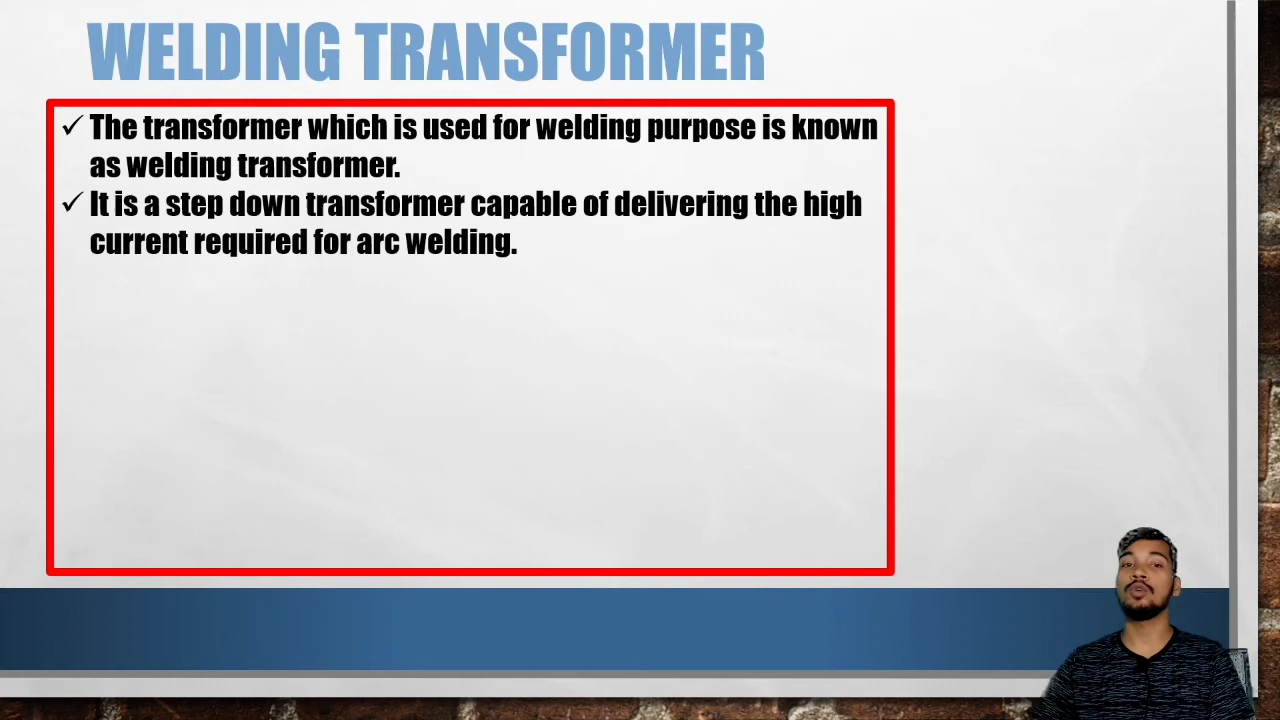 WELDING TRANSFORMER
✓ The transformer which is used for welding purpose is known
as welding transformer.
✓ It is a step down transformer capable of delivering the high
current required for arc welding.